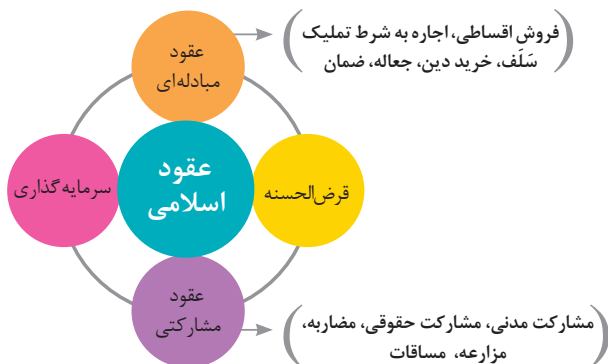 (فروش اقساطی، اجاره به شرط تملیک
سَلَف، خرید دین، جعاله، ضمان)
عقود
مبادله‌ای
عقود
اسلامی
قرض‌الحسنه
سرمایه‌گذاری
عقود
مشارکتی
(مشارکت مدنی، مشارکت حقوقی، مضاربه،
مزارعه، مساقات)